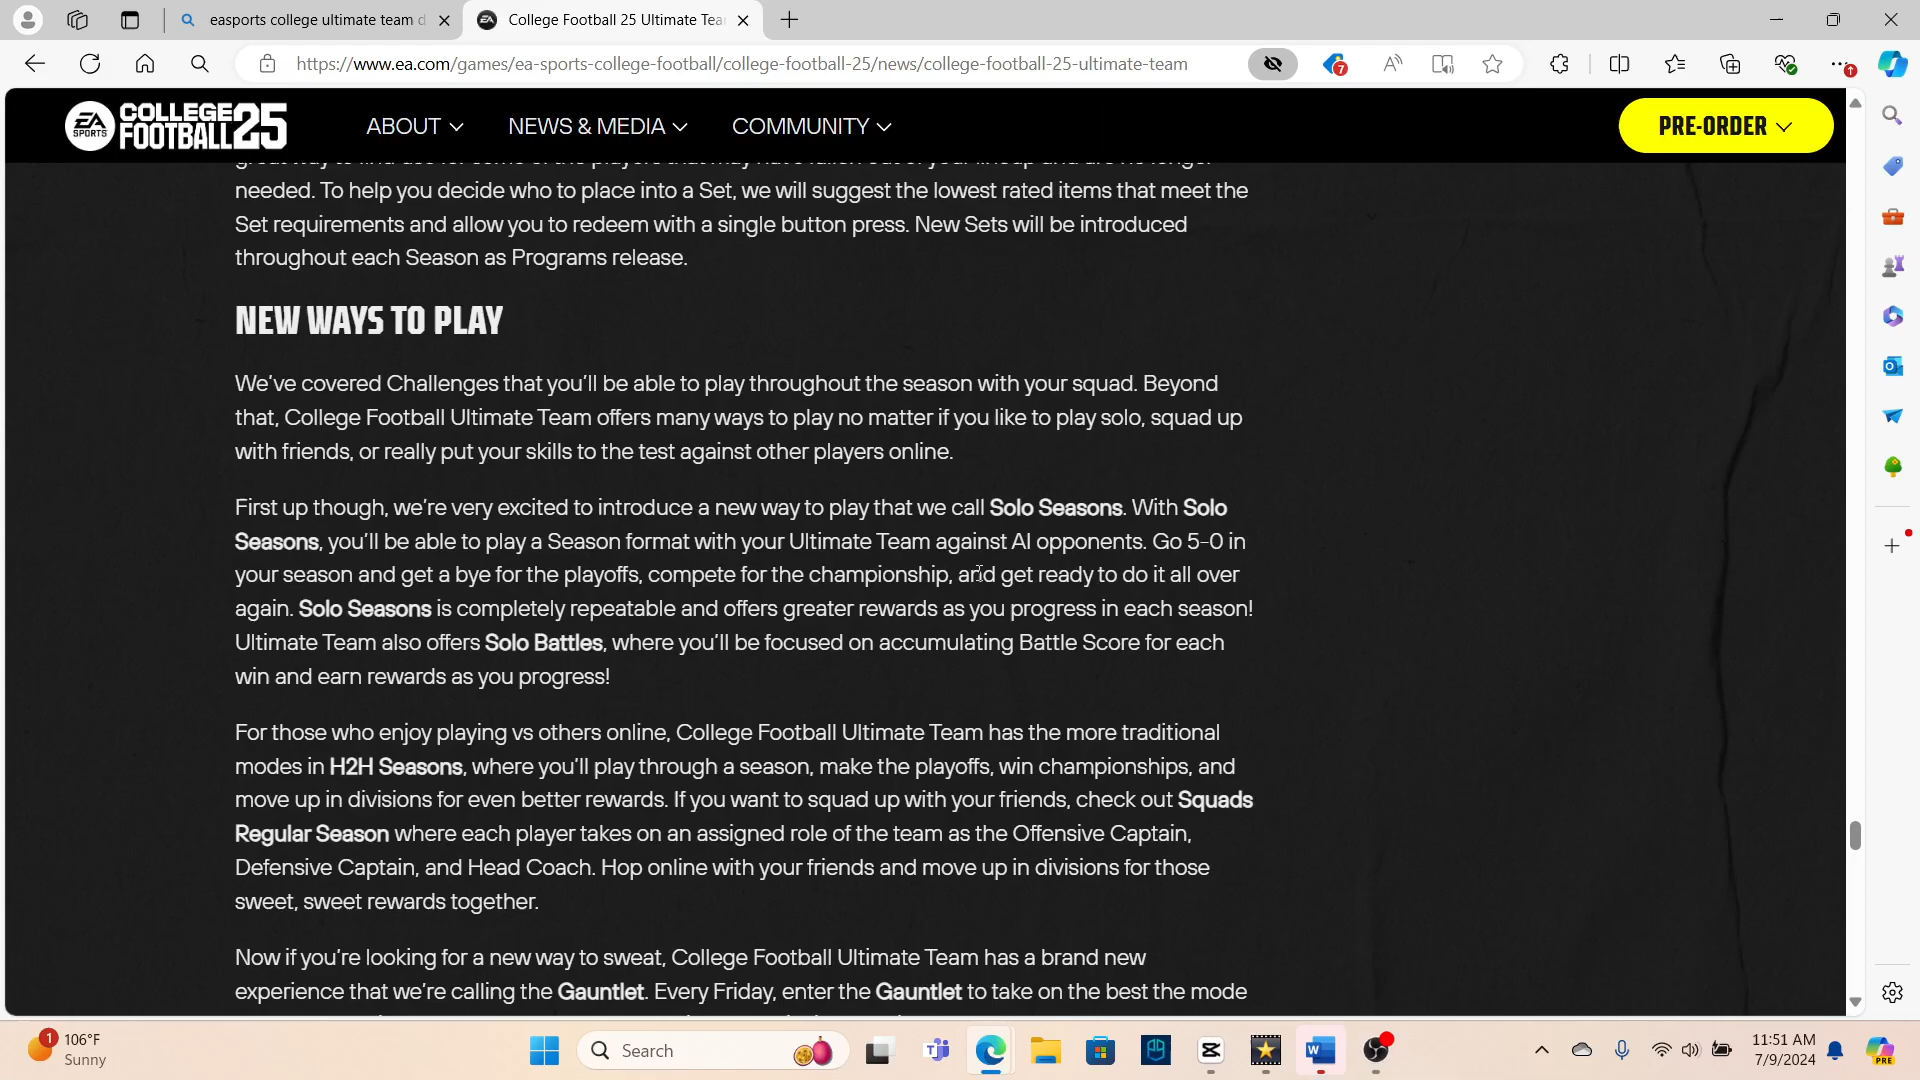 easports college ultimate team d
College Football 25 Ultimate Tea
https://www.ea.com/games/ea-sports-college-football/college-football-25/news/college-football-25-ultimate-team
7
EA SPORTS COLLEGE FOOTBALL 25
ABOUT
NEWS & MEDIA
COMMUNITY
PRE-ORDER
needed. To help you decide who to place into a Set, we will suggest the lowest rated items that meet the
Set requirements and allow you to redeem with a single button press. New Sets will be introduced
throughout each Season as Programs release.
NEW WAYS TO PLAY
We've covered Challenges that you'll be able to play throughout the season with your squad. Beyond
that, College Football Ultimate Team offers many ways to play no matter if you like to play solo, squad up
with friends, or really put your skills to the test against other players online.
First up though, we're very excited to introduce a new way to play that we call Solo Seasons. With Solo
Seasons, you'll be able to play a Season format with your Ultimate Team against AI opponents. Go 5-0 in
your season and get a bye for the playoffs, compete for the championship, and get ready to do it all over
again. Solo Seasons is completely repeatable and offers greater rewards as you progress in each season!
Ultimate Team also offers Solo Battles, where you'll be focused on accumulating Battle Score for each
win and earn rewards as you progress!
For those who enjoy playing vs others online, College Football Ultimate Team has the more traditional
modes in H2H Seasons, where you'll play through a season, make the playoffs, win championships, and
move up in divisions for even better rewards. If you want to squad up with your friends, check out Squads
Regular Season where each player takes on an assigned role of the team as the Offensive Captain,
Defensive Captain, and Head Coach. Hop online with your friends and move up in divisions for those
sweet, sweet rewards together.
Now if you're looking for a new way to sweat, College Football Ultimate Team has a brand new
experience that we're calling the Gauntlet. Every Friday, enter the Gauntlet to take on the best the mode
1
106°F
Sunny
Search
11:51 AM
7/9/2024
PRE